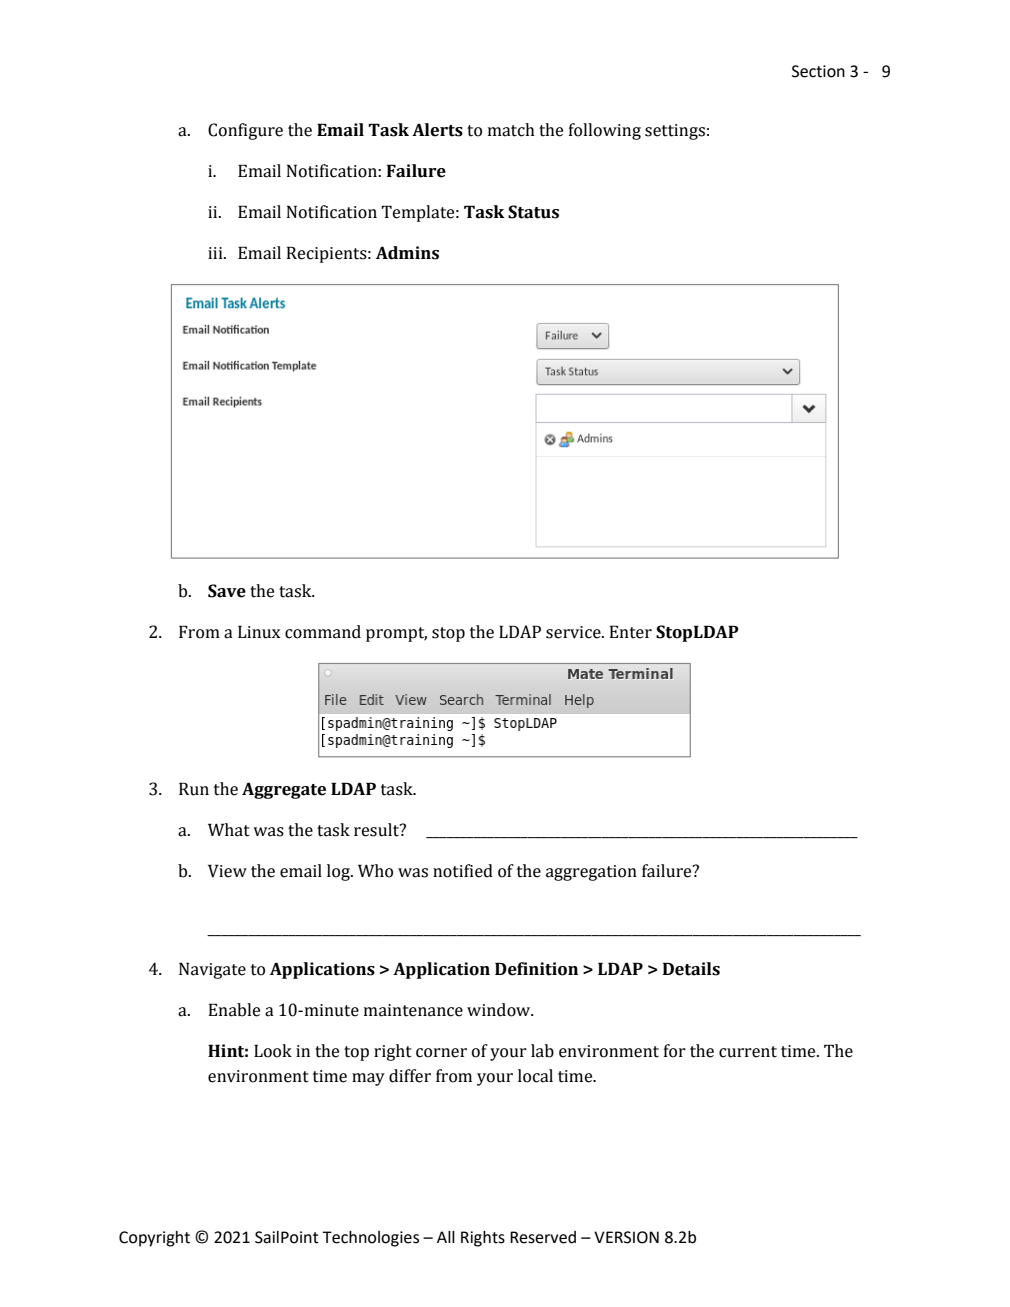 Section 3 - 9
a. Configure the Email Task Alerts to match the following settings:
i. Email Notification: Failure
ii. Email Notification Template: Task Status
iii. Email Recipients: Admins
Email Task Alerts
Email Notification
Failure
Email Notification Template
Task Status
Email Recipients
Admins
b. Save the task.
2. From a Linux command prompt, stop the LDAP service. Enter StopLDAP
Mate Terminal
File Edit View Search Terminal Help
[spadmin@training ~]$ StopLDAP
[spadmin@training ~]$
3. Run the Aggregate LDAP task.
a. What was the task result?
b. View the email log. Who was notified of the aggregation failure?
4. Navigate to Applications > Application Definition > LDAP > Details
a. Enable a 10-minute maintenance window.
Hint: Look in the top right corner of your lab environment for the current time. The
environment time may differ from your local time.
Copyright © 2021 SailPoint Technologies – All Rights Reserved – VERSION 8.2b